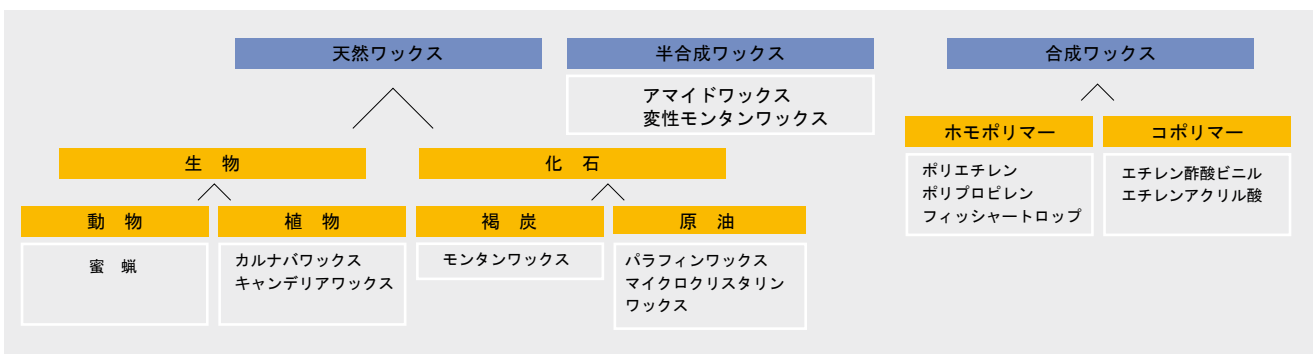 天然ワックス
半合成ワックス
合成ワックス
アマイドワックス
変性モンタンワックス
ホモポリマー
コポリマー
生　物
化　石
ポリエチレン
ポリプロピレン
フィッシャートロップ
エチレン酢酸ビニル
エチレンアクリル酸
動　物
植　物
褐　炭
原　油
蜜　蝋
カルナバワックス
キャンデリアワックス
モンタンワックス
パラフィンワックス
マイクロクリスタリン
ワックス